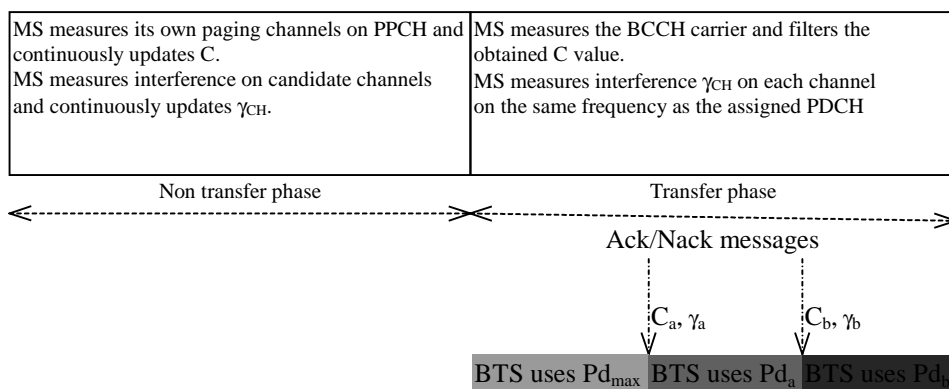 MS measures its own paging channels on PPCH and
continuously updates C.
MS measures interference on candidate channels
and continuously updates γCH.
MS measures the BCCH carrier and filters the
obtained C value.
MS measures interference γCH on each channel
on the same frequency as the assigned PDCH
Non transfer phase
Transfer phase
Ack/Nack messages
Ca, γa
Cb, γb
BTS uses Pdmax
BTS uses Pda
BTS uses Pdb